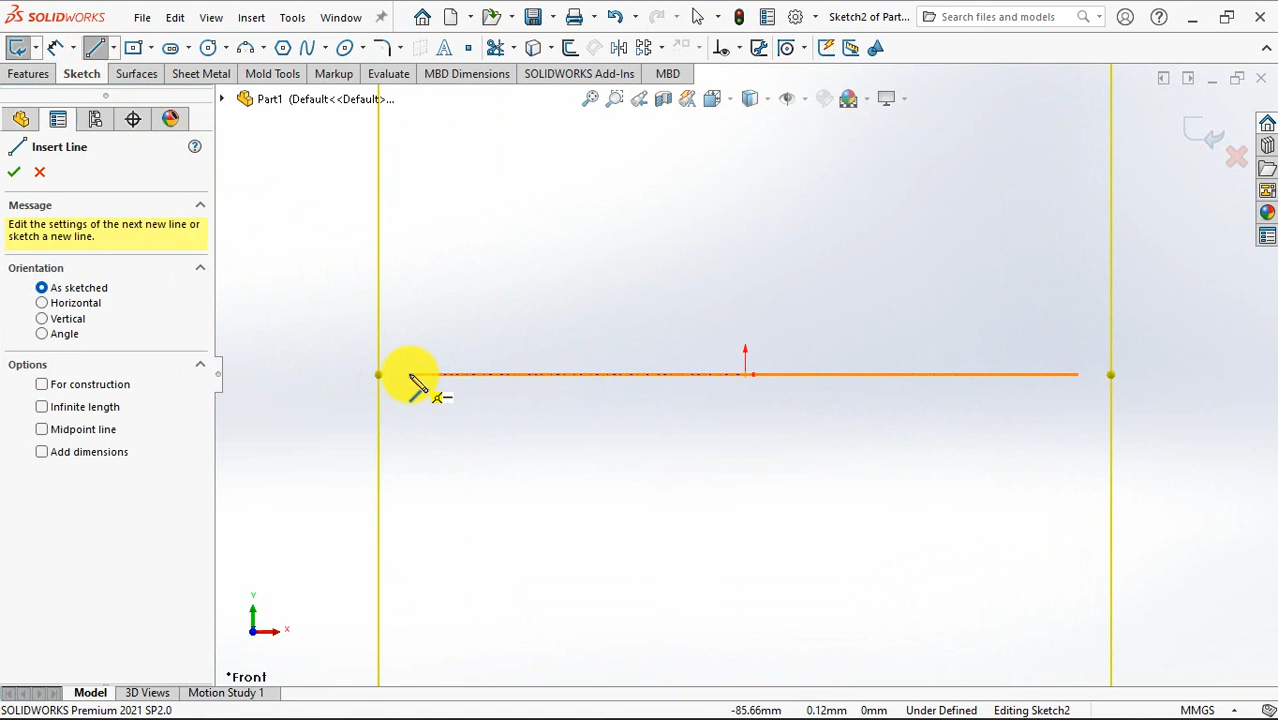 SOLIDWORKS File Edit View Insert Tools Window Sketch2 of Part... Search files and models
Features Sketch Surfaces Sheet Metal Mold Tools Markup Evaluate MBD Dimensions SOLIDWORKS Add-Ins MBD
Part1 (Default<<Default>...
Insert Line
Message
Edit the settings of the next new line or
sketch a new line.
Orientation
As sketched
Horizontal
Vertical
Angle
Options
For construction
Infinite length
Midpoint line
Add dimensions
Y
X
*Front
Model 3D Views Motion Study 1
SOLIDWORKS Premium 2021 SP2.0 -85.66mm 0.12mm 0mm Under Defined Editing Sketch2 MMGS